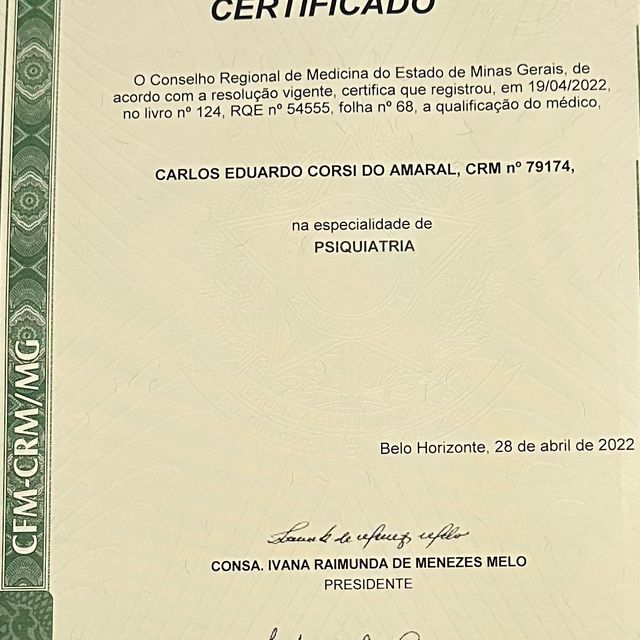 CERTIFICADO
O Conselho Regional de Medicina do Estado de Minas Gerais, de
acordo com a resolução vigente, certifica que registrou, em 19/04/2022,
no livro nº 124, RQE nº 54555, folha nº 68, a qualificação do médico,
CARLOS EDUARDO CORSI DO AMARAL, CRM nº 79174,
na especialidade de
PSIQUIATRIA
CFM-CRM/MG
Belo Horizonte, 28 de abril de 2022
CONSA. IVANA RAIMUNDA DE MENEZES MELO
PRESIDENTE